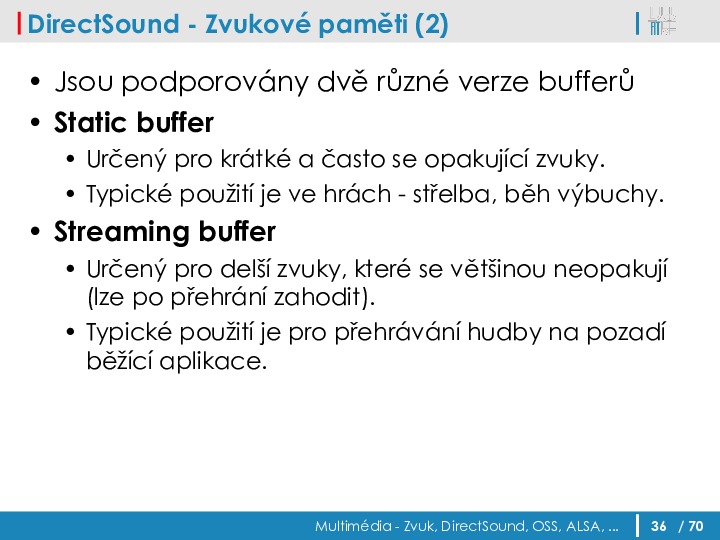 DirectSound - Zvukové paměti (2)
• Jsou podporovány dvě různé verze bufferů
• Static buffer
• Určený pro krátké a často se opakující zvuky.
• Typické použití je ve hrách - střelba, běh výbuchy.
• Streaming buffer
• Určený pro delší zvuky, které se většinou neopakují
(lze po přehrání zahodit).
• Typické použití je pro přehrávání hudby na pozadí
běžící aplikace.
Multimédia - Zvuk, DirectSound, OSS, ALSA, ... 36 / 70